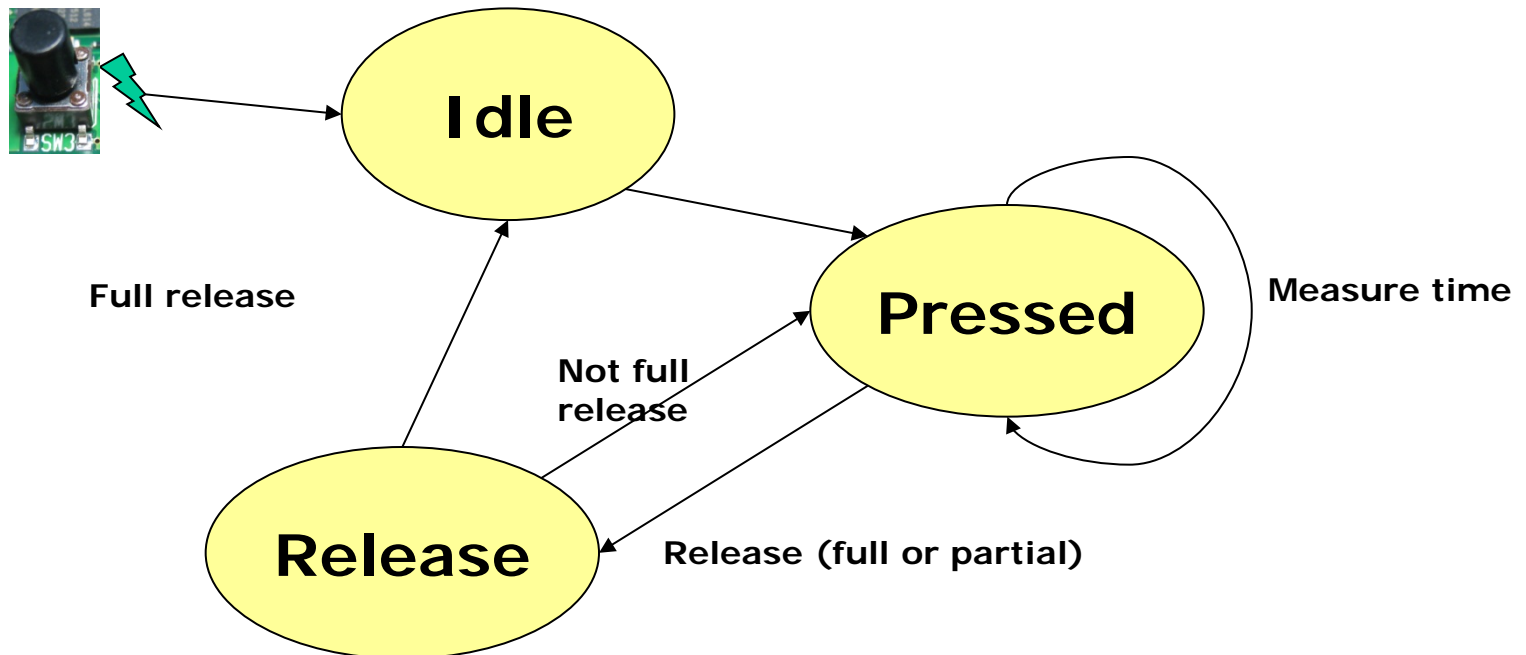 SW3
Idle
Full release
Pressed
Measure time
Not full
release
Release
Release (full or partial)